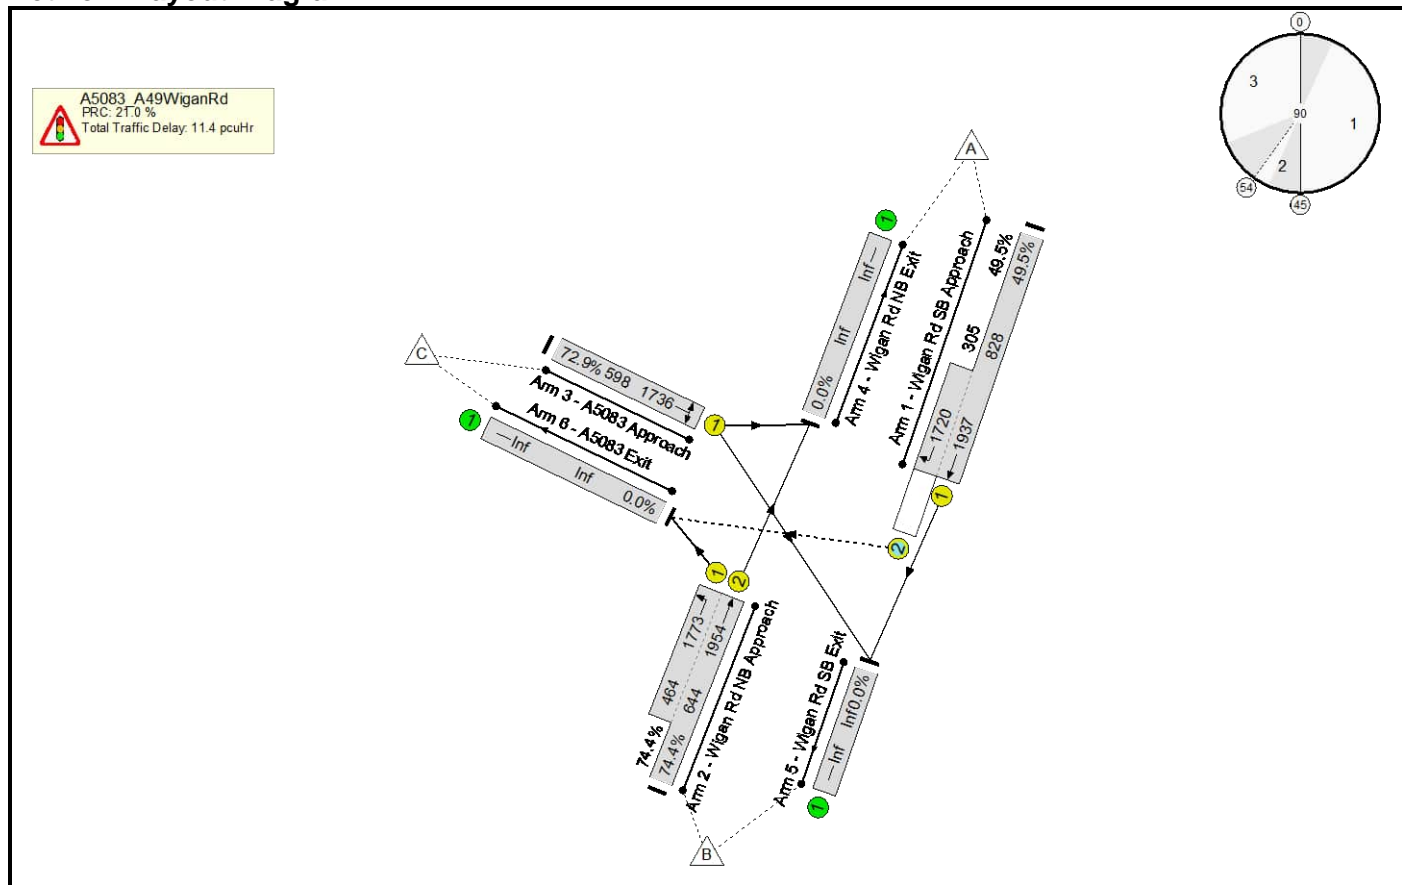 A5083_A49WiganRd
PRC: 21.0 %
Total Traffic Delay: 11.4 pcuHr
0
3
90
1
2
54
45
A
1
Inf
Inf
0.0%
Arm 4 - Wigan Rd NB Exit
Arm 1 - Wigan Rd SB Approach
49.5%
49.5%
305
828
1720
1937
1
2
C
72.9% 598 1736
Arm 3 - A5083 Approach
1
Arm 6 - A5083 Exit
1
Inf Inf 0.0%
1
2
1773
1954
464
644
74.4%
74.4%
Arm 2 - Wigan Rd NB Approach
Arm 5 - Wigan Rd SB Exit
Inf Inf 0.0%
1
B